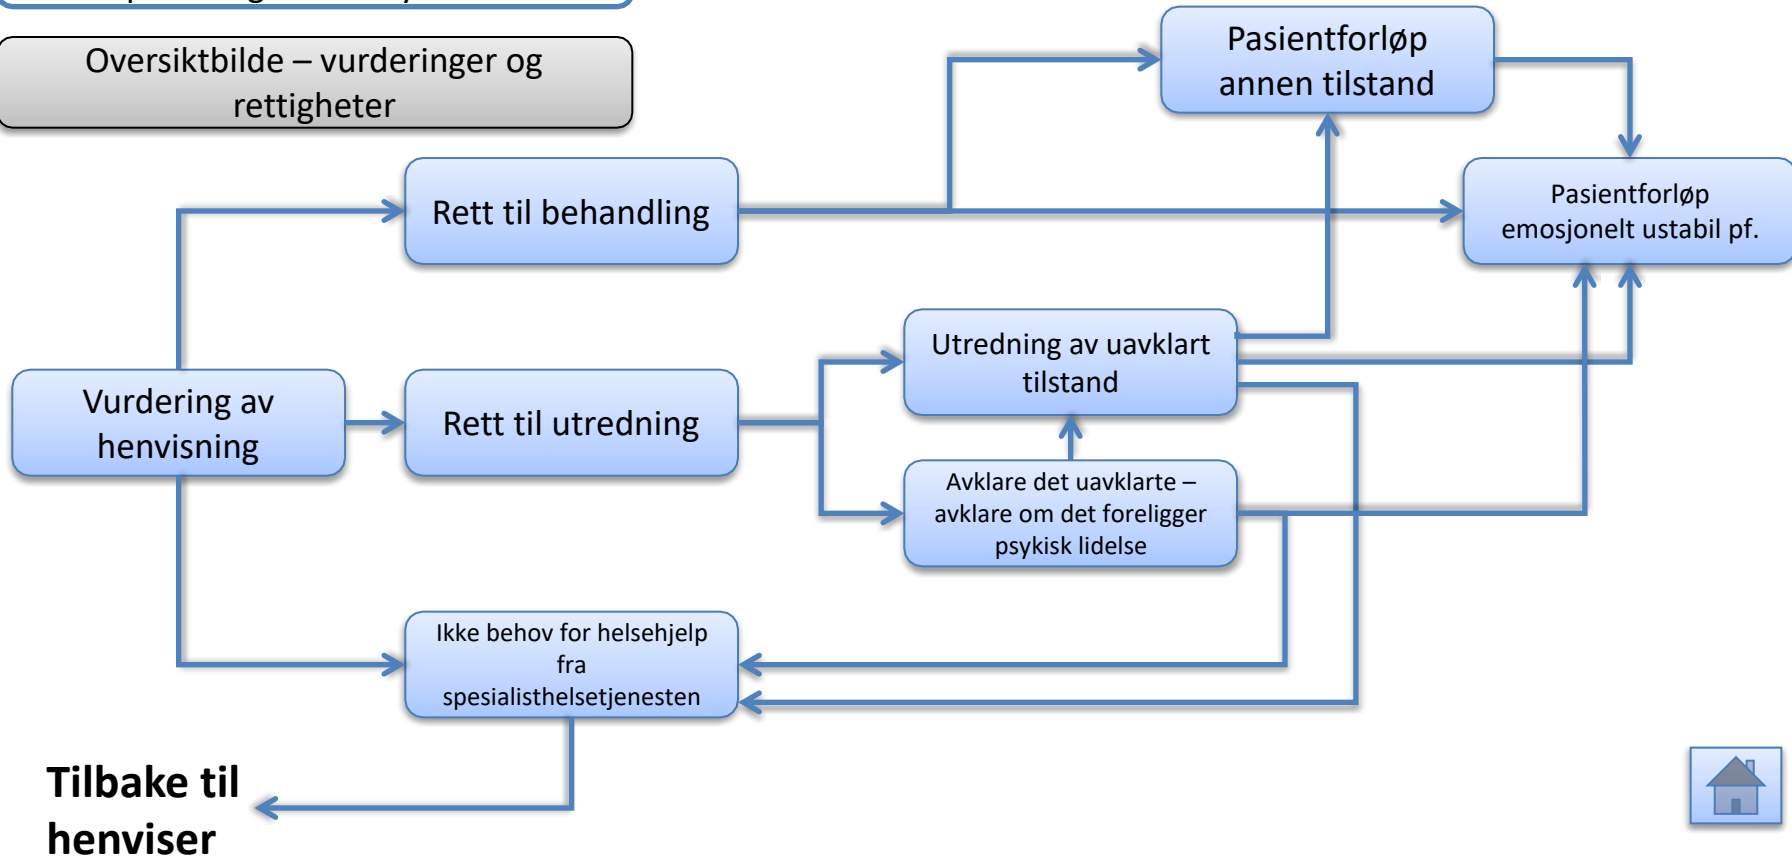 Oversiktbilde – vurderinger og
rettigheter
Pasientforløp
annen tilstand
Rett til behandling
Pasientforløp
emosjonelt ustabil pf.
Utredning av uavklart
tilstand
Vurdering av
henvisning
Rett til utredning
Avklare det uavklarte –
avklare om det foreligger
psykisk lidelse
Ikke behov for helsehjelp
fra
spesialisthelsetjenesten
Tilbake til
henviser